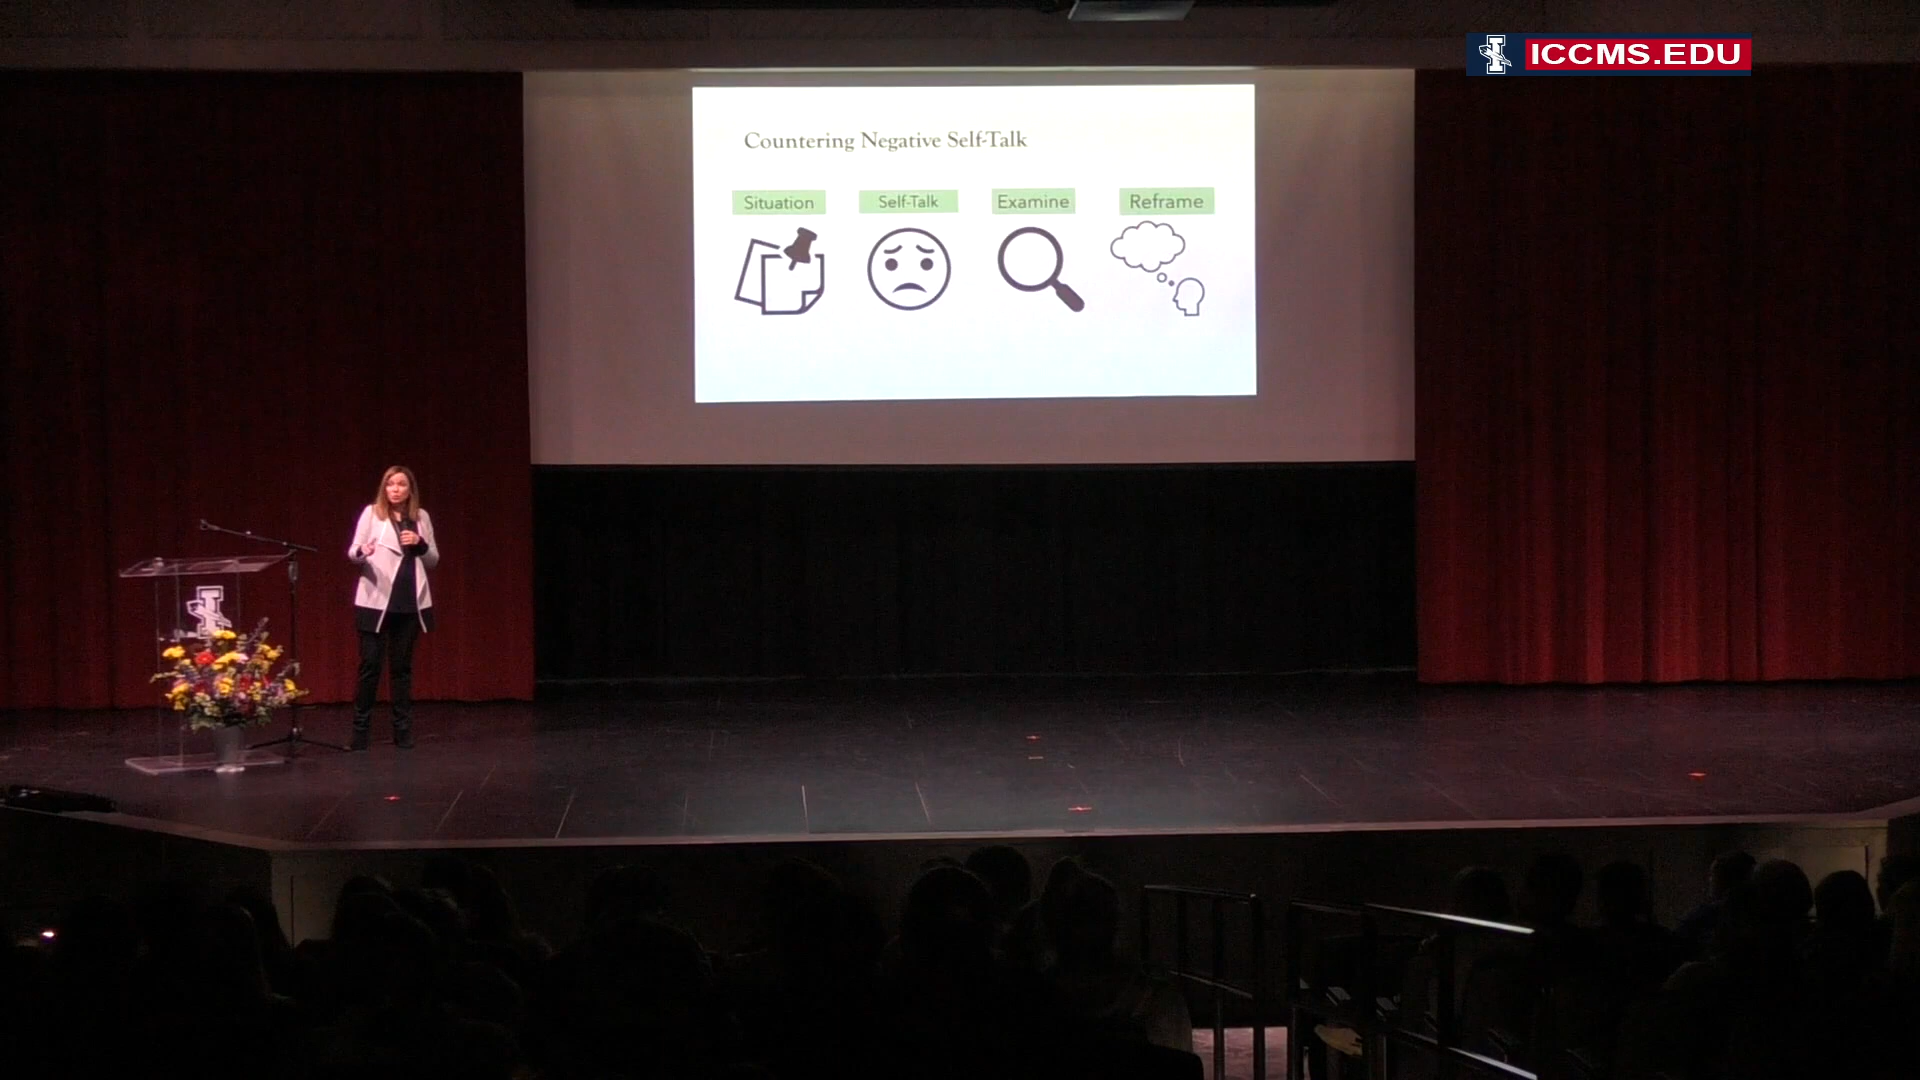 ICCMS.EDU
Countering Negative Self-Talk
Situation Self-Talk Examine Reframe